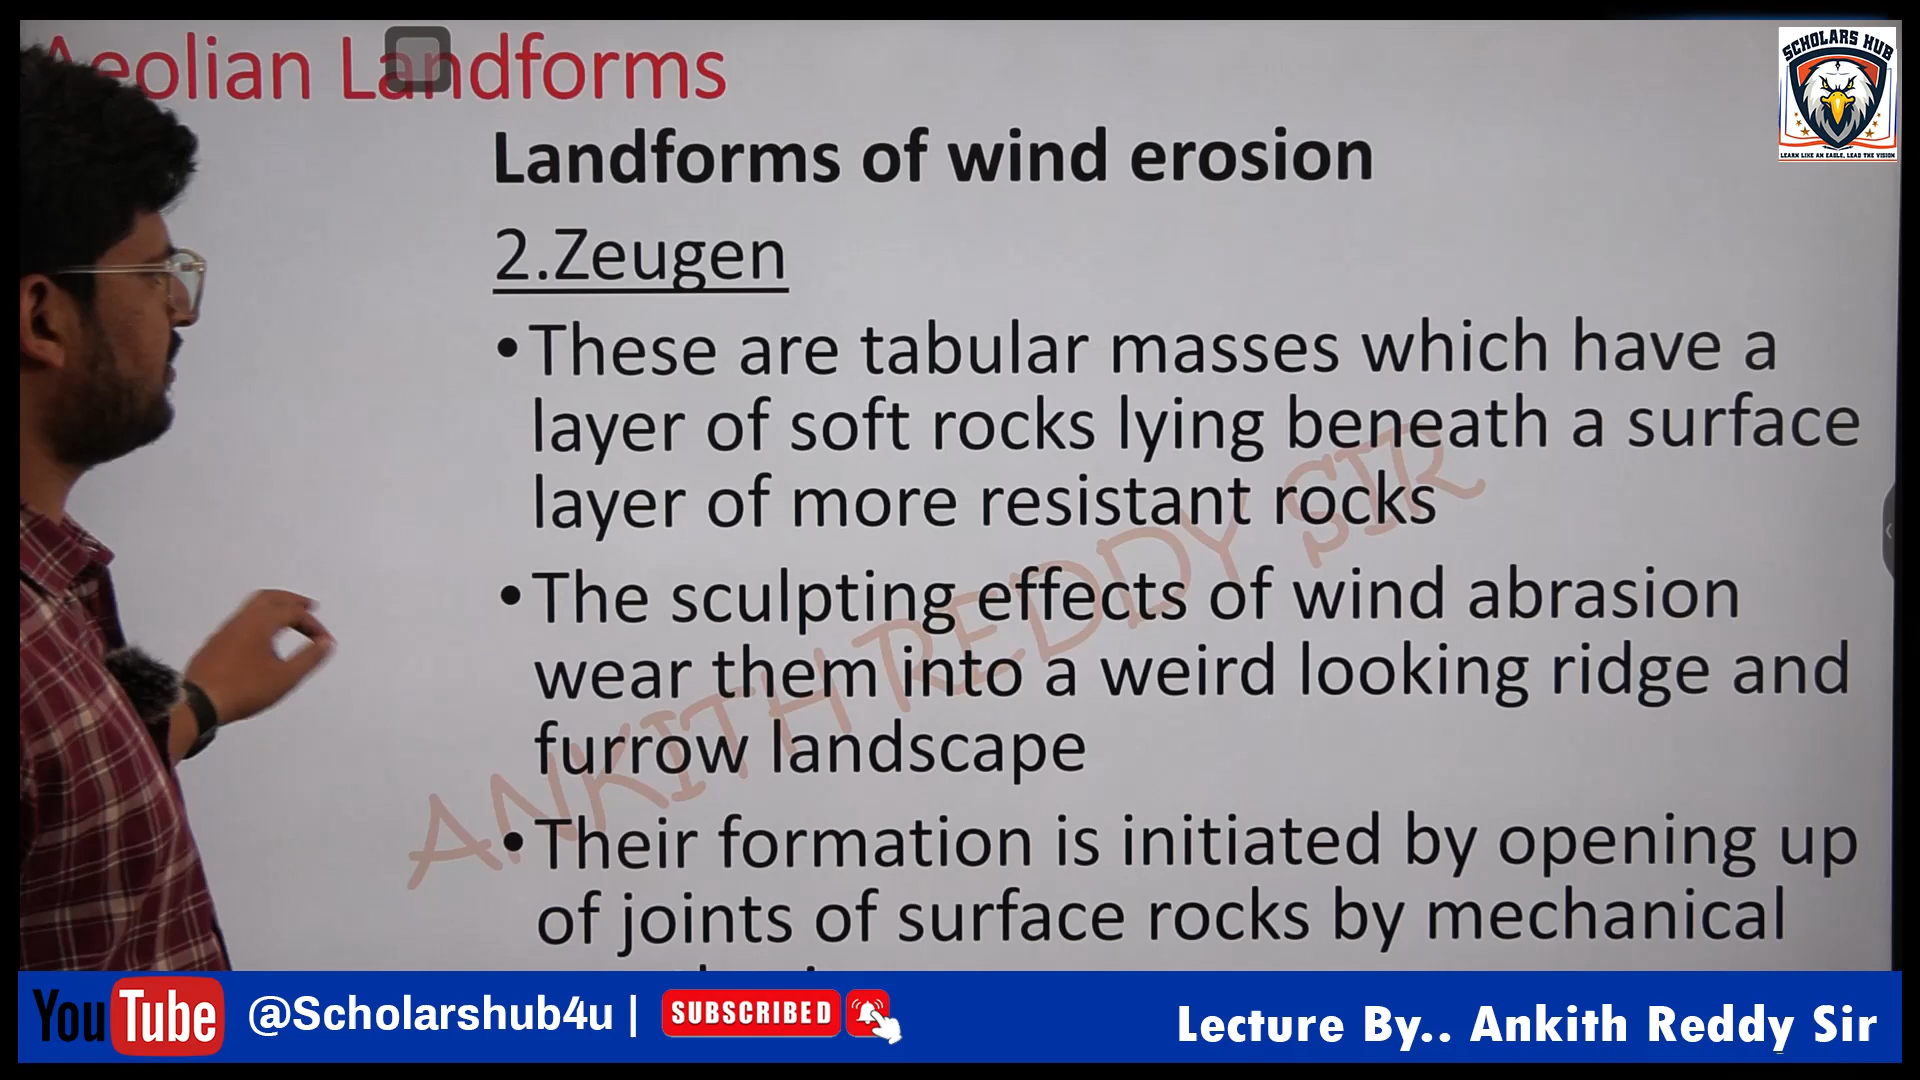 Aeolian Landforms
SCHOLARS HUB
LEARN LIKE AN EAGLE, LEAD THE VISION
Landforms of wind erosion
2.Zeugen
•These are tabular masses which have a
layer of soft rocks lying beneath a surface
layer of more resistant rocks
•The sculpting effects of wind abrasion
wear them into a weird looking ridge and
furrow landscape
•Their formation is initiated by opening up
of joints of surface rocks by mechanical
ANKITH REDDY SIR
YouTube @Scholarshub4u | SUBSCRIBED
Lecture By.. Ankith Reddy Sir